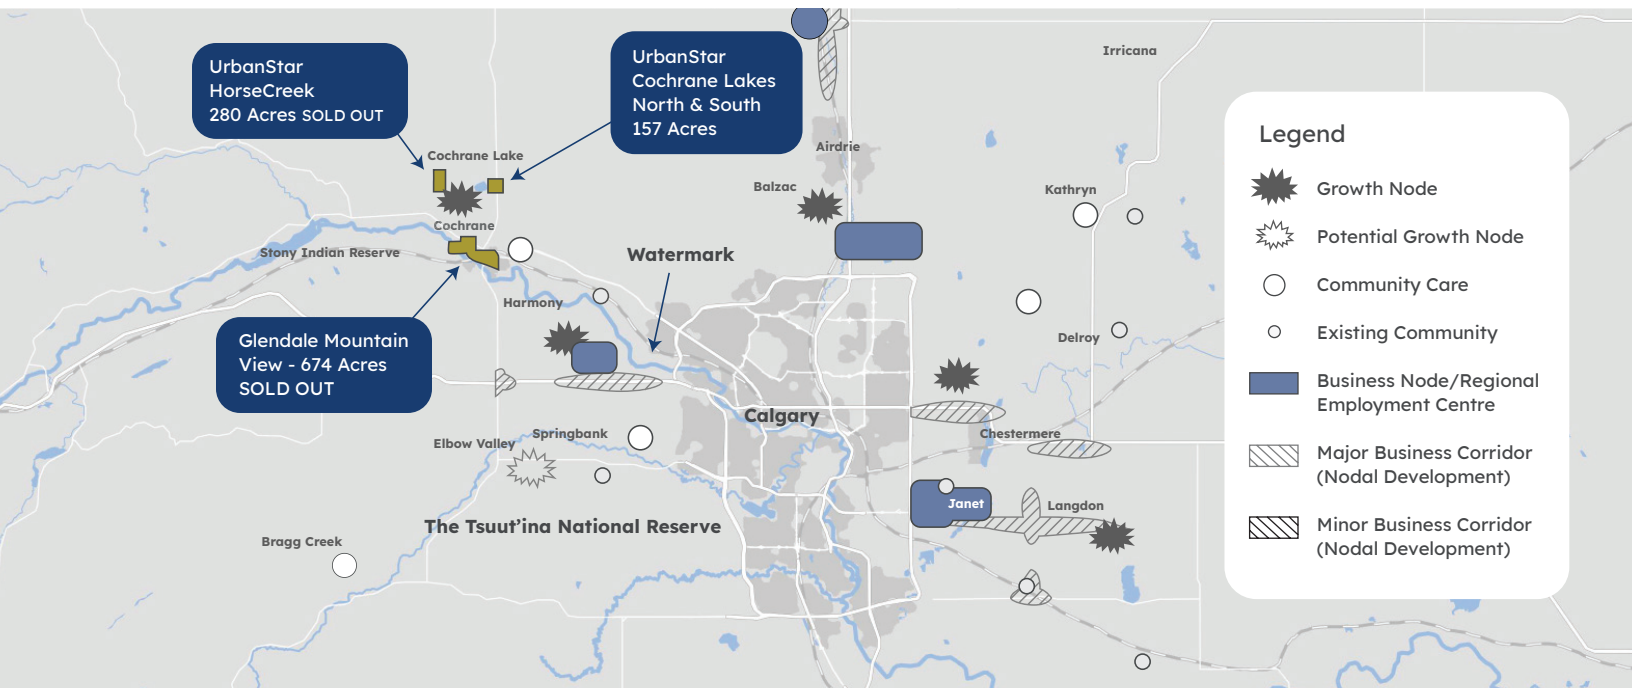 UrbanStar
HorseCreek
280 Acres SOLD OUT
UrbanStar
Cochrane Lakes
North & South
157 Acres
Irricana
Airdrie
Cochrane Lake
Balzac
Kathryn
Cochrane
Stony Indian Reserve
Watermark
Harmony
Delroy
Glendale Mountain
View - 674 Acres
SOLD OUT
Calgary
Springbank
Elbow Valley
Chestermere
Janet
Langdon
The Tsuut’ina National Reserve
Bragg Creek
Legend
Growth Node
Potential Growth Node
Community Care
Existing Community
Business Node/Regional
Employment Centre
Major Business Corridor
(Nodal Development)
Minor Business Corridor
(Nodal Development)